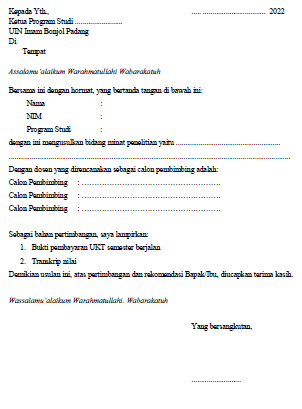 Kepada Yth., ..... ............................... 2022
Ketua Program Studi .......................
UIN Imam Bonjol Padang
Di
Tempat
Assalamu'alaikum Warahmatullahi Wabarakatuh
Bersama ini dengan hormat, yang bertanda tangan di bawah ini:
Nama :
NIM :
Program Studi :
dengan ini mengusulkan bidang minat penelitian yaitu ....................................................
................................................................................................................................
Dengan dosen yang direncanakan sebagai calon pembimbing adalah:
Calon Pembimbing : ……………………………………………….
Calon Pembimbing : ……………………………………………….
Calon Pembimbing : ……………………………………………….
Sebagai bahan pertimbangan, saya lampirkan:
1. Bukti pembayaran UKT semester berjalan
2. Transkrip nilai
Demikian usulan ini, atas pertimbangan dan rekomendasi Bapak/Ibu, diucapkan terima kasih.
Wassalamu'alaikum Warahmatullahi. Wabarakatuh
Yang bersangkutan,
.........................